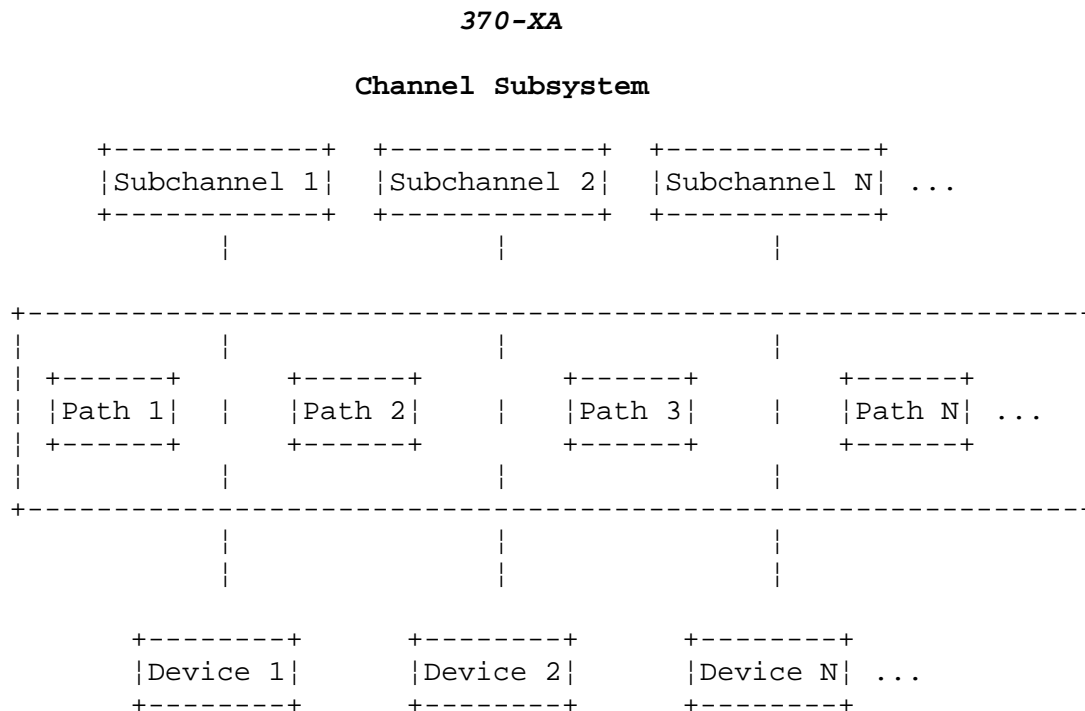 370-XA
Channel Subsystem
Subchannel 1 Subchannel 2 Subchannel N ...
Path 1 Path 2 Path 3 Path N ...
Device 1 Device 2 Device N ...